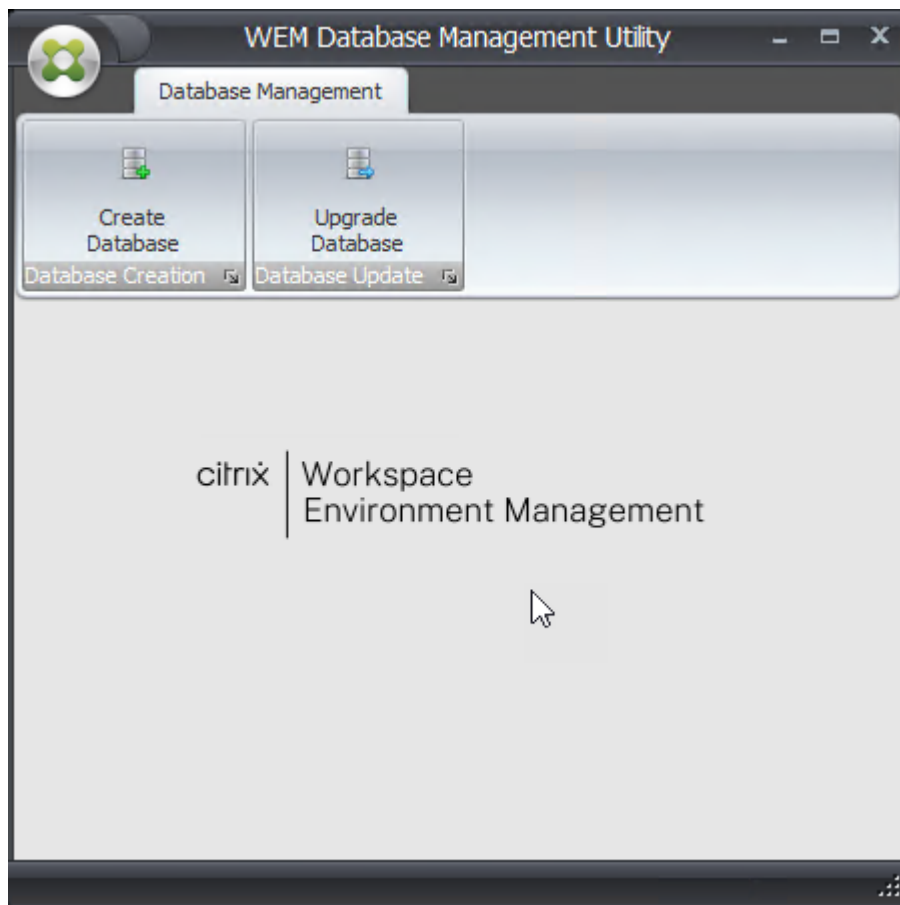 WEM Database Management Utility
Database Management
Create
Database
Upgrade
Database
Database Creation
Database Update
citrix
Workspace
Environment Management